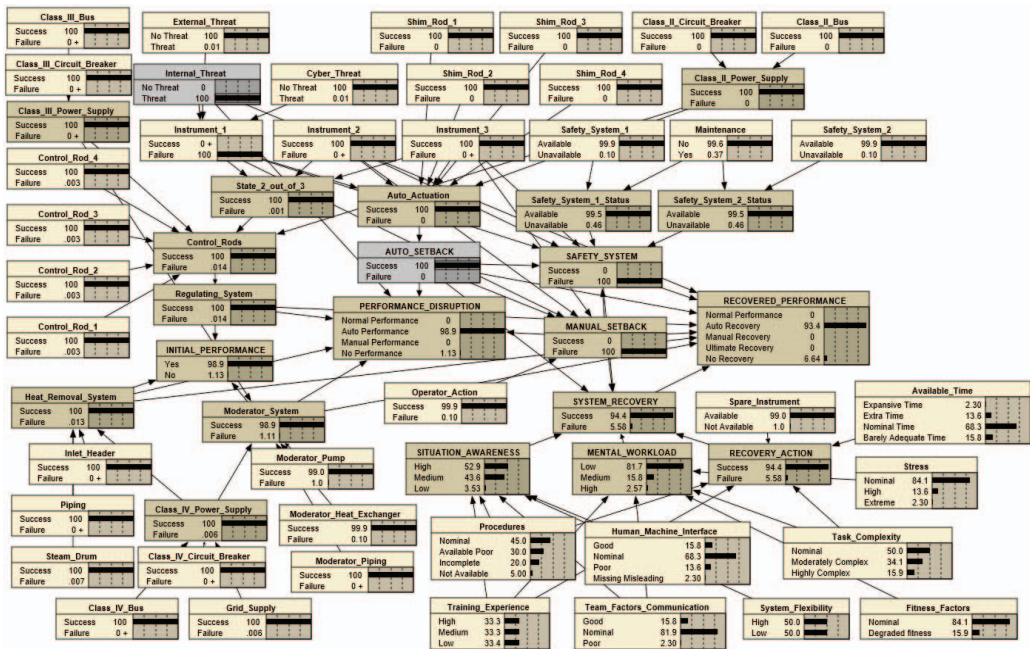 Class_III_Bus
Success 100
Failure 0 +
External_Threat
No Threat 100
Threat 0.01
Shim_Rod_1
Success 100
Failure 0
Shim_Rod_3
Success 100
Failure 0
Class_II_Circuit_Breaker
Success 100
Failure 0
Class_II_Bus
Success 100
Failure 0
Class_III_Circuit_Breaker
Success 100
Failure 0 +
Internal_Threat
No Threat 0
Threat 100
Cyber_Threat
No Threat 100
Threat 0.01
Shim_Rod_2
Success 100
Failure 0
Shim_Rod_4
Success 100
Failure 0
Class_II_Power_Supply
Success 100
Failure 0
Class_III_Power_Supply
Success 100
Failure 0 +
Instrument_1
Success 0 +
Failure 100
Instrument_2
Success 100
Failure 0 +
Instrument_3
Success 100
Failure 0 +
Safety_System_1
Available 99.9
Unavailable 0.10
Maintenance
No 99.6
Yes 0.37
Safety_System_2
Available 99.9
Unavailable 0.10
Control_Rod_4
Success 100
Failure .003
State_2_out_of_3
Success 100
Failure .001
Auto_Actuation
Success 100
Failure 0
Safety_System_1_Status
Available 99.5
Unavailable 0.46
Safety_System_2_Status
Available 99.5
Unavailable 0.46
Control_Rod_3
Success 100
Failure .003
Control_Rods
Success 100
Failure .014
AUTO_SETBACK
Success 100
Failure 0
SAFETY_SYSTEM
Success 0
Failure 100
Control_Rod_2
Success 100
Failure .003
Regulating_System
Success 100
Failure .014
PERFORMANCE_DISRUPTION
Normal Performance 0
Auto Performance 98.9
Manual Performance 0
No Performance 1.13
RECOVERED_PERFORMANCE
Normal Performance 0
Auto Recovery 93.4
Manual Recovery 0
Ultimate Recovery 0
No Recovery 6.64
Control_Rod_1
Success 100
Failure .003
MANUAL_SETBACK
Success 0
Failure 100
INITIAL_PERFORMANCE
Yes 98.9
No 1.13
Heat_Removal_System
Success 100
Failure .013
Moderator_System
Success 98.9
Failure 1.11
Operator_Action
Success 99.9
Failure 0.10
SYSTEM_RECOVERY
Success 94.4
Failure 5.58
Spare_Instrument
Available 99.0
Not Available 1.0
Available_Time
Expansive Time 2.30
Extra Time 13.6
Nominal Time 68.3
Barely Adequate Time 15.8
Inlet_Header
Success 100
Failure 0 +
Moderator_Pump
Success 99.0
Failure 1.0
SITUATION_AWARENESS
High 52.9
Medium 43.6
Low 3.53
MENTAL_WORKLOAD
Low 81.7
Medium 15.8
High 2.57
RECOVERY_ACTION
Success 94.4
Failure 5.58
Stress
Nominal 84.1
High 13.6
Extreme 2.30
Piping
Success 100
Failure 0 +
Class_IV_Power_Supply
Success 100
Failure .006
Moderator_Heat_Exchanger
Success 99.9
Failure 0.10
Procedures
Nominal 45.0
Available Poor 30.0
Incomplete 20.0
Not Available 5.00
Human_Machine_Interface
Good 15.8
Nominal 68.3
Poor 13.6
Missing Misleading 2.30
Task_Complexity
Nominal 50.0
Moderately Complex 34.1
Highly Complex 15.9
Steam_Drum
Success 100
Failure .007
Class_IV_Circuit_Breaker
Success 100
Failure 0 +
Moderator_Piping
Success 100
Failure 0 +
Class_IV_Bus
Success 100
Failure 0 +
Grid_Supply
Success 100
Failure .006
Training_Experience
High 33.3
Medium 33.3
Low 33.4
Team_Factors_Communication
Good 15.8
Nominal 81.9
Poor 2.30
System_Flexibility
High 50.0
Low 50.0
Fitness_Factors
Nominal 84.1
Degraded fitness 15.9